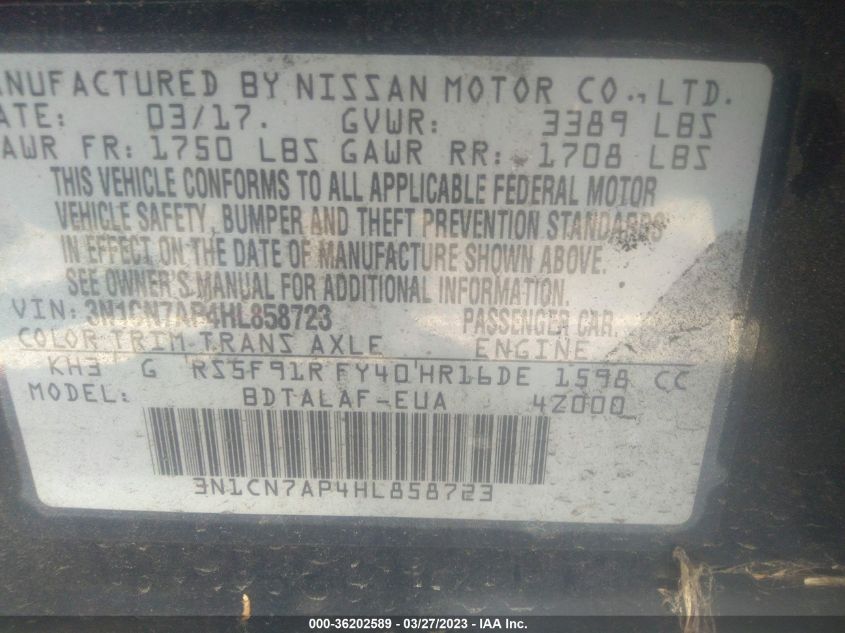 ANUFACTURED BY NISSAN MOTOR CO., LTD.
ATE: 03/17. GVWR: 3389 LBS
AWR FR: 1750 LBS GAWR RR: 1708 LBS
THIS VEHICLE CONFORMS TO ALL APPLICABLE FEDERAL MOTOR
VEHICLE SAFETY, BUMPER AND THEFT PREVENTION STANDARDS
IN EFFECT ON THE DATE OF MANUFACTURE SHOWN ABOVE.
SEE OWNER'S MANUAL FOR ADDITIONAL INFORMATION.
VIN: 3N1CN7AP4HL858723 PASSENGER CAR
COLOR TRIM TRANS AXLE ENGINE
KH3 G RS5F91R FY40 HR16DE 1598 CC
MODEL: BDTALAF-EUA 42000
3N1CN7AP4HL858723
000-36202589 - 03/27/2023 - IAA Inc.